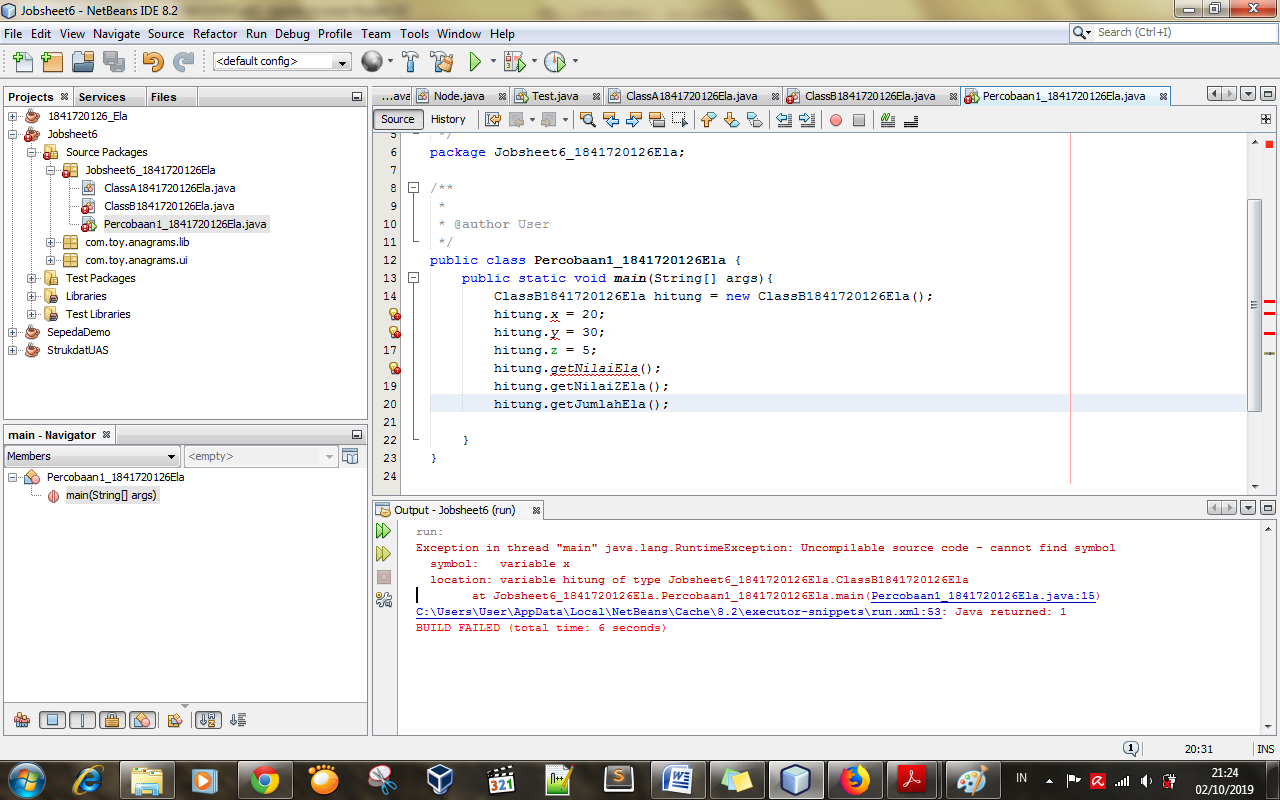 Jobsheet6 - NetBeans IDE 8.2
File Edit View Navigate Source Refactor Run Debug Profile Team Tools Window Help
Search (Ctrl+I)
<default config>
Projects Services Files
1841720126_Ela
Jobsheet6
Source Packages
Jobsheet6_1841720126Ela
ClassA1841720126Ela.java
ClassB1841720126Ela.java
Percobaan1_1841720126Ela.java
com.toy.anagrams.lib
com.toy.anagrams.ui
Test Packages
Libraries
Test Libraries
SepedaDemo
StrukdatUAS
main - Navigator
Members <empty>
Percobaan1_1841720126Ela
main(String[] args)
...ava Node.java Test.java ClassA1841720126Ela.java ClassB1841720126Ela.java Percobaan1_1841720126Ela.java
Source History
5 */
6 package Jobsheet6_1841720126Ela;
7
8 /**
9 *
10 * @author User
11 */
12 public class Percobaan1_1841720126Ela {
13 public static void main(String[] args){
14 ClassB1841720126Ela hitung = new ClassB1841720126Ela();
hitung.x = 20;
hitung.y = 30;
17 hitung.z = 5;
hitung.getNilaiEla();
19 hitung.getNilaiZEla();
20 hitung.getJumlahEla();
21
22 }
23 }
24
Output - Jobsheet6 (run)
run:
Exception in thread "main" java.lang.RuntimeException: Uncompilable source code - cannot find symbol
symbol: variable x
location: variable hitung of type Jobsheet6_1841720126Ela.ClassB1841720126Ela
at Jobsheet6_1841720126Ela.Percobaan1_1841720126Ela.main(Percobaan1_1841720126Ela.java:15)
C:\Users\User\AppData\Local\NetBeans\Cache\8.2\executor-snippets\run.xml:53: Java returned: 1
BUILD FAILED (total time: 6 seconds)
1 20:31 INS
321
IN
21:24
02/10/2019